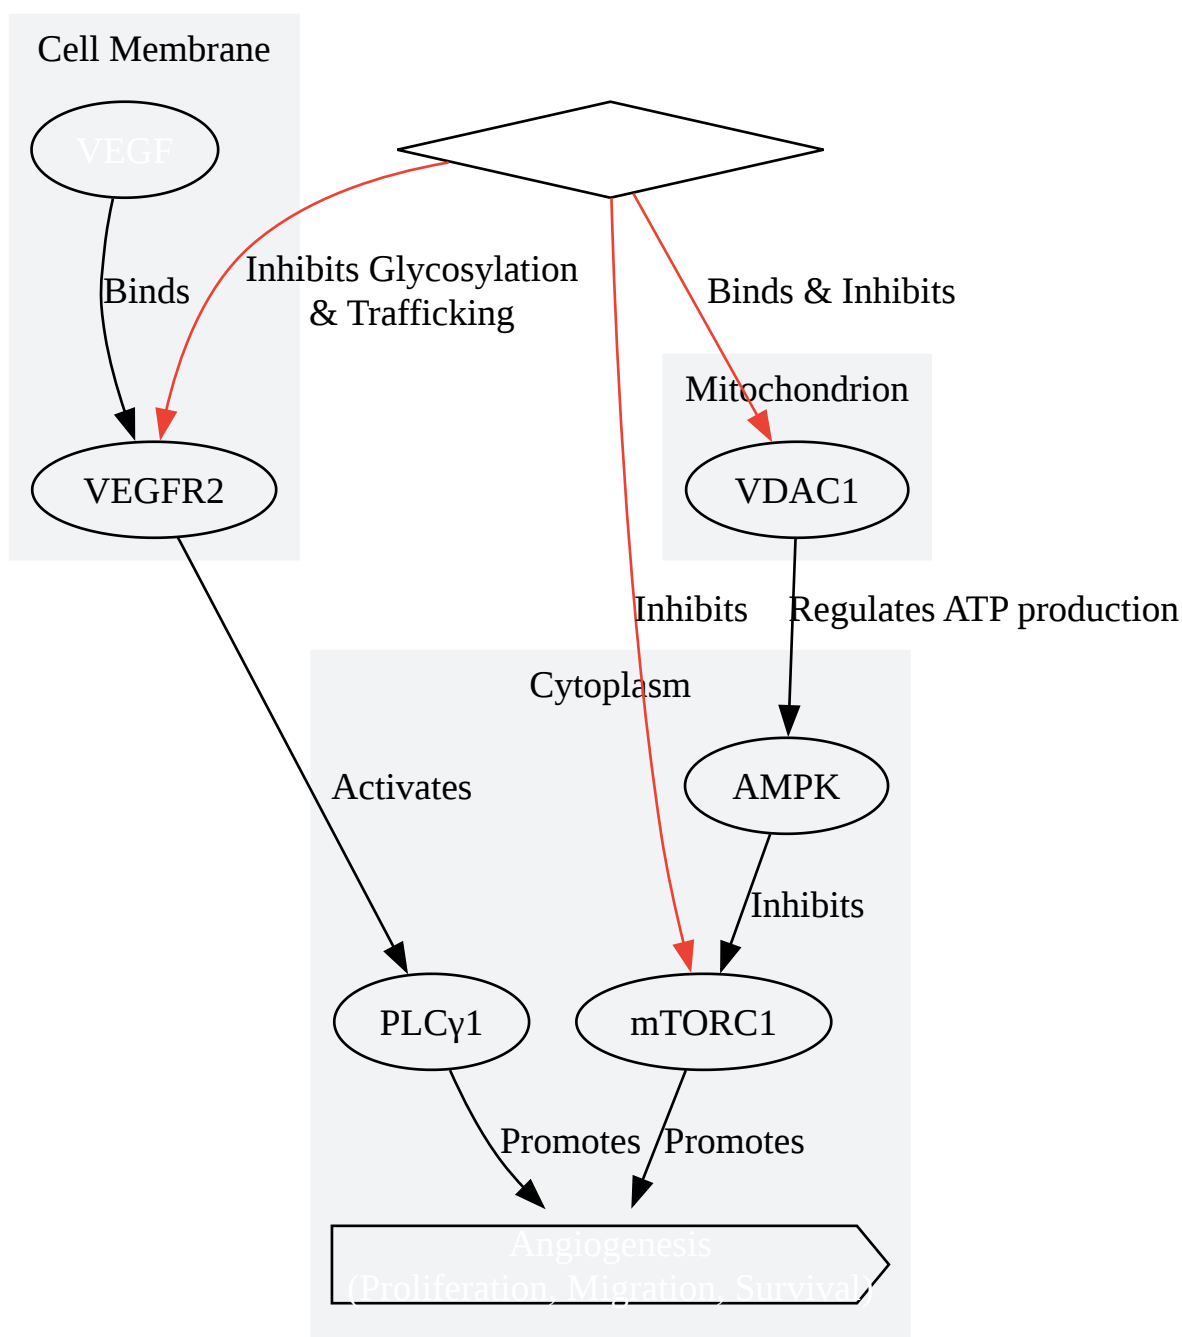 Cell Membrane
VEGF
Inhibits Glycosylation
& Trafficking
Binds
Binds & Inhibits
Mitochondrion
VEGFR2
VDAC1
Inhibits
Regulates ATP production
Cytoplasm
Activates
AMPK
Inhibits
PLCγ1
mTORC1
Promotes
Promotes
Angiogenesis
(Proliferation, Migration, Survival)